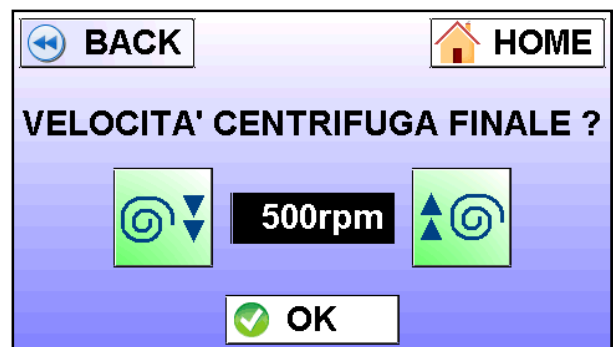 BACK
HOME
VELOCITA' CENTRIFUGA FINALE ?
500rpm
OK